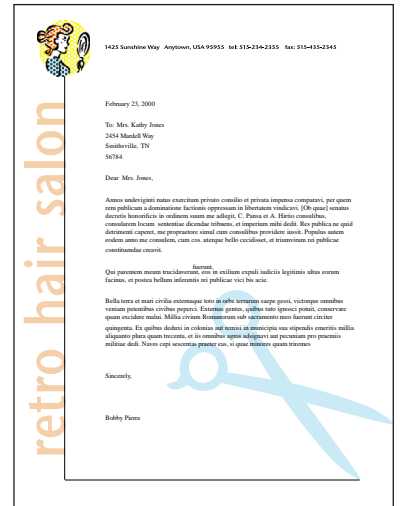 retro hair salon
1425 Sunshine Way Anytown, USA 95955 tel: 515-234-2355 fax: 515-435-2345
February 23, 2000
To: Mrs. Kathy Jones
2454 Mardell Way
Smithsville, TN
56784
Dear Mrs. Jones,
Annos undeviginti natus exercitum privato consilio et privata impensa comparavi, per quem
rem publicam a dominatione factionis oppressam in libertatem vindicavi. [Ob quae] senatus
decretis honorificis in ordinem suum me adlegit, C. Pansa et A. Hirtio consulibus,
consularem locum sententiae dicendae tribuens, et imperium mihi dedit. Res publica ne quid
detrimenti caperet, me propraetore simul cum consulibus providere iussit. Populus autem
eodem anno me consulem, cum cos. uterque bello cecidisset, et triumvirum rei publicae
constituendae creavit.
fuerunt,
Qui parentem meum trucidaverunt, eos in exilium expuli iudiciis legitimis ultus eorum
facinus, et postea bellum inferentis rei publicae vici bis acie.
Bella terra et mari civilia externaque toto in orbe terrarum saepe gessi, victorque omnibus
veniam petentibus civibus peperci. Externas gentes, quibus tuto ignosci potuit, conservare
quam excidere malui. Millia civium Romanorum sub sacramento meo fuerunt circiter
quingenta. Ex quibus deduxi in colonias aut remisi in municipia sua stipendis emeritis millia
aliquanto plura quam trecenta, et iis omnibus agros adsignavi aut pecuniam pro praemiis
militiae dedi. Naves cepi sescentas praeter eas, si quae minores quam triremes
Sincerely,
Bobby Pierre